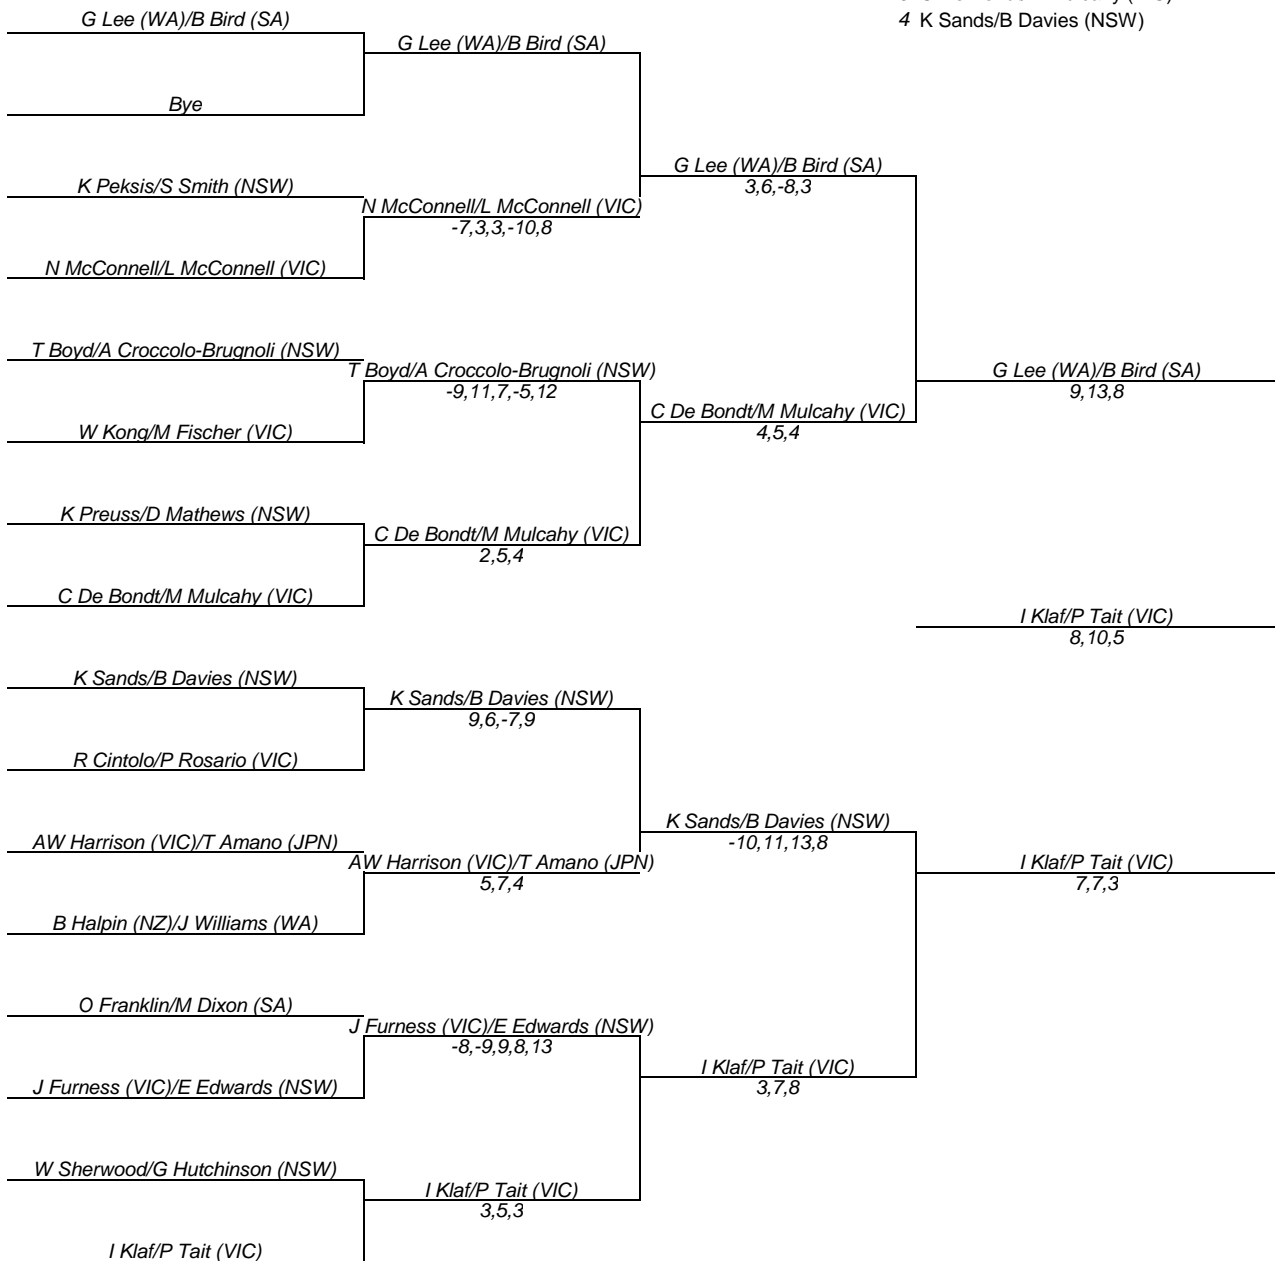 4 K Sands/B Davies (NSW)
G Lee (WA)/B Bird (SA)
Bye
K Peksis/S Smith (NSW)
N McConnell/L McConnell (VIC)
T Boyd/A Croccolo-Brugnoli (NSW)
W Kong/M Fischer (VIC)
K Preuss/D Mathews (NSW)
C De Bondt/M Mulcahy (VIC)
K Sands/B Davies (NSW)
R Cintolo/P Rosario (VIC)
AW Harrison (VIC)/T Amano (JPN)
B Halpin (NZ)/J Williams (WA)
O Franklin/M Dixon (SA)
J Furness (VIC)/E Edwards (NSW)
W Sherwood/G Hutchinson (NSW)
I Klaf/P Tait (VIC)
G Lee (WA)/B Bird (SA)
N McConnell/L McConnell (VIC)
-7,3,3,-10,8
T Boyd/A Croccolo-Brugnoli (NSW)
-9,11,7,-5,12
C De Bondt/M Mulcahy (VIC)
2,5,4
K Sands/B Davies (NSW)
9,6,-7,9
AW Harrison (VIC)/T Amano (JPN)
5,7,4
J Furness (VIC)/E Edwards (NSW)
-8,-9,9,8,13
I Klaf/P Tait (VIC)
3,5,3
G Lee (WA)/B Bird (SA)
3,6,-8,3
C De Bondt/M Mulcahy (VIC)
4,5,4
K Sands/B Davies (NSW)
-10,11,13,8
I Klaf/P Tait (VIC)
3,7,8
G Lee (WA)/B Bird (SA)
9,13,8
I Klaf/P Tait (VIC)
8,10,5
I Klaf/P Tait (VIC)
7,7,3